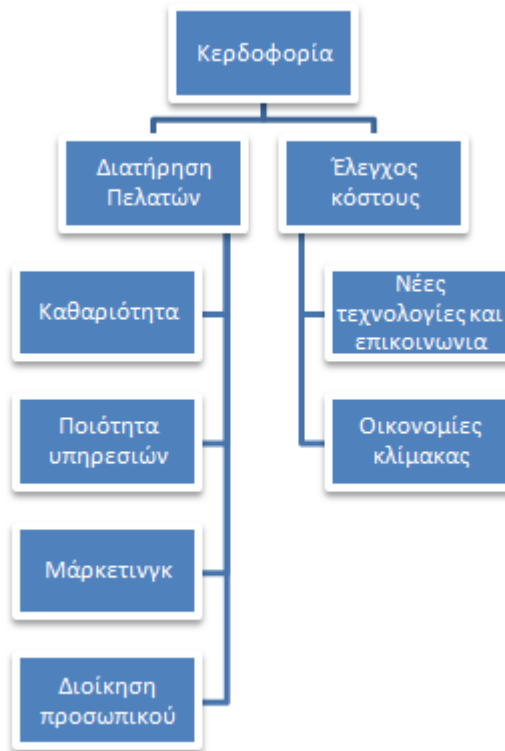 Κερδοφορία
Διατήρηση
Πελατών
Έλεγχος
κόστους
Καθαριότητα
Ποιότητα
υπηρεσιών
Μάρκετινγκ
Διοίκηση
προσωπικού
Νέες
τεχνολογίες και
επικοινωνια
Οικονομίες
κλίμακας